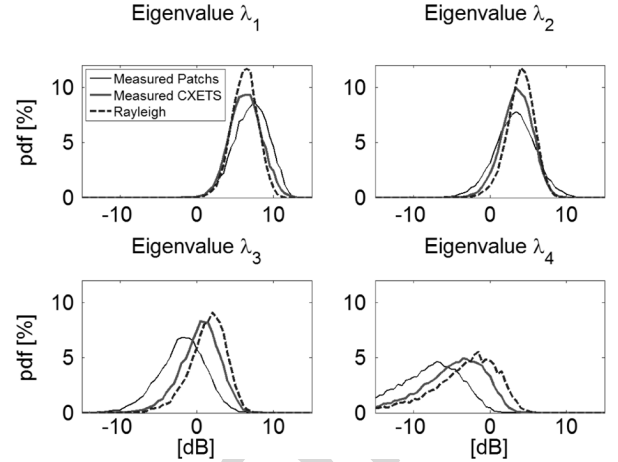 Eigenvalue λ1
Eigenvalue λ2
pdf [%]
10
5
0
-10
0
10
Measured Patchs
Measured CXETS
Rayleigh
10
5
0
-10
0
10
Eigenvalue λ3
Eigenvalue λ4
pdf [%]
10
5
0
-10
0
10
[dB]
10
5
0
-10
0
10
[dB]